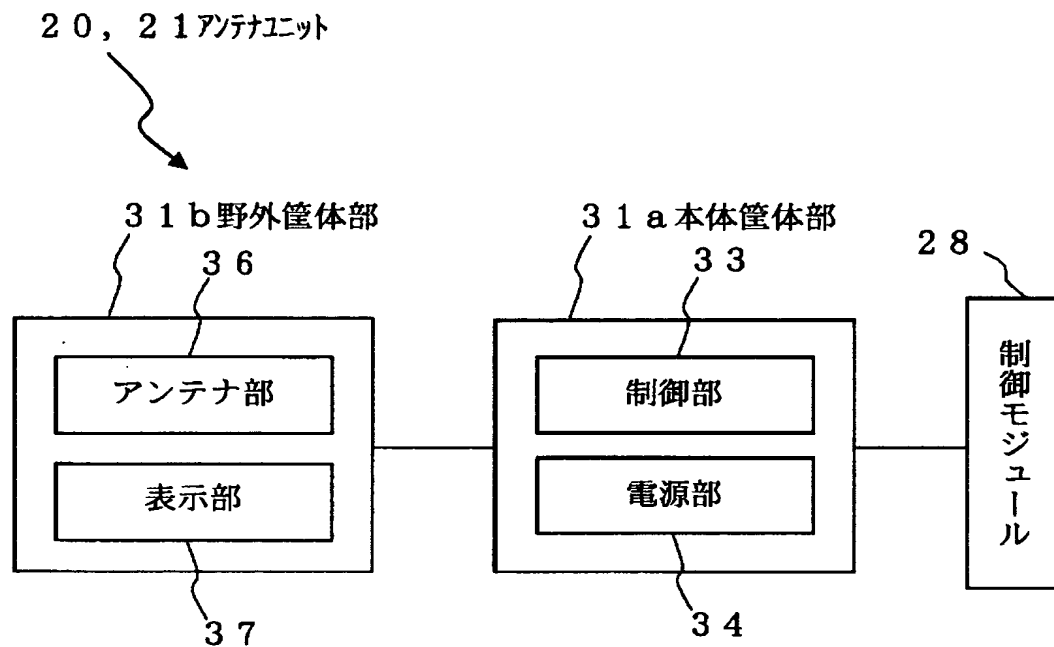 ２０，２１アンテナユニット
３１ｂ野外筐体部
３１ａ本体筐体部
３６
３３
２８
アンテナ部
制御部
制御モジュール
表示部
電源部
３７
３４